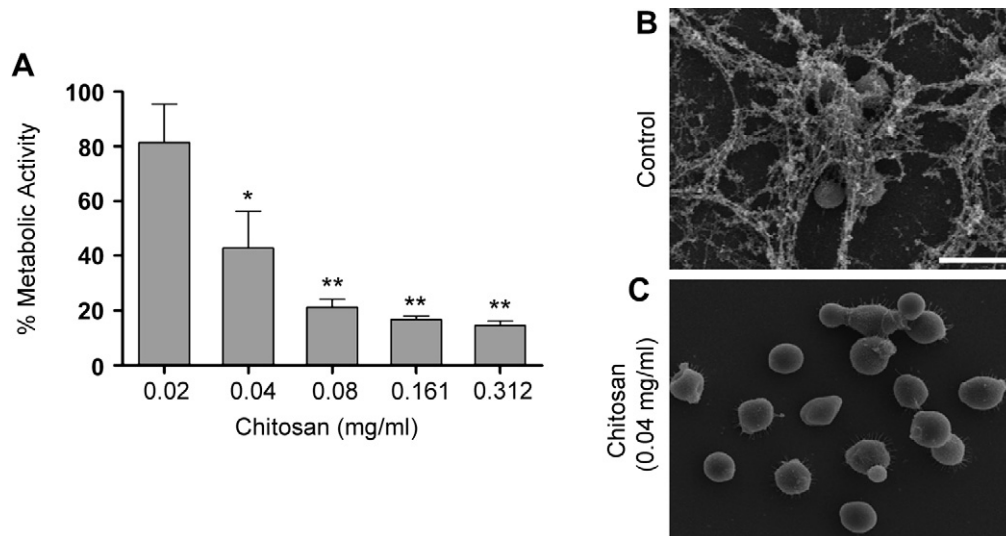 A
% Metabolic Activity
100
80
60
40
20
0
*
**
**
**
0.02 0.04 0.08 0.161 0.312
Chitosan (mg/ml)
B
Control
C
Chitosan
(0.04 mg/ml)